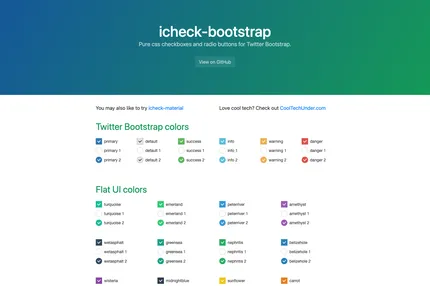 icheck-bootstrap
Pure css checkboxes and radio buttons for Twitter Bootstrap.
View on GitHub
You may also like to try icheck-material Love cool tech? Check out CoolTechUnder.com
Twitter Bootstrap colors
primary default success info warning danger
primary 1 default 1 success 1 info 1 warning 1 danger 1
primary 2 default 2 success 2 info 2 warning 2 danger 2
Flat UI colors
turquoise emerland peterriver amethyst
turquoise 1 emerland 1 peterriver 1 amethyst 1
turquoise 2 emerland 2 peterriver 2 amethyst 2
wetasphalt greensea nephritis belizehole
wetasphalt 1 greensea 1 nephritis 1 belizehole 1
wetasphalt 2 greensea 2 nephritis 2 belizehole 2
wisteria midnightblue sunflower carrot